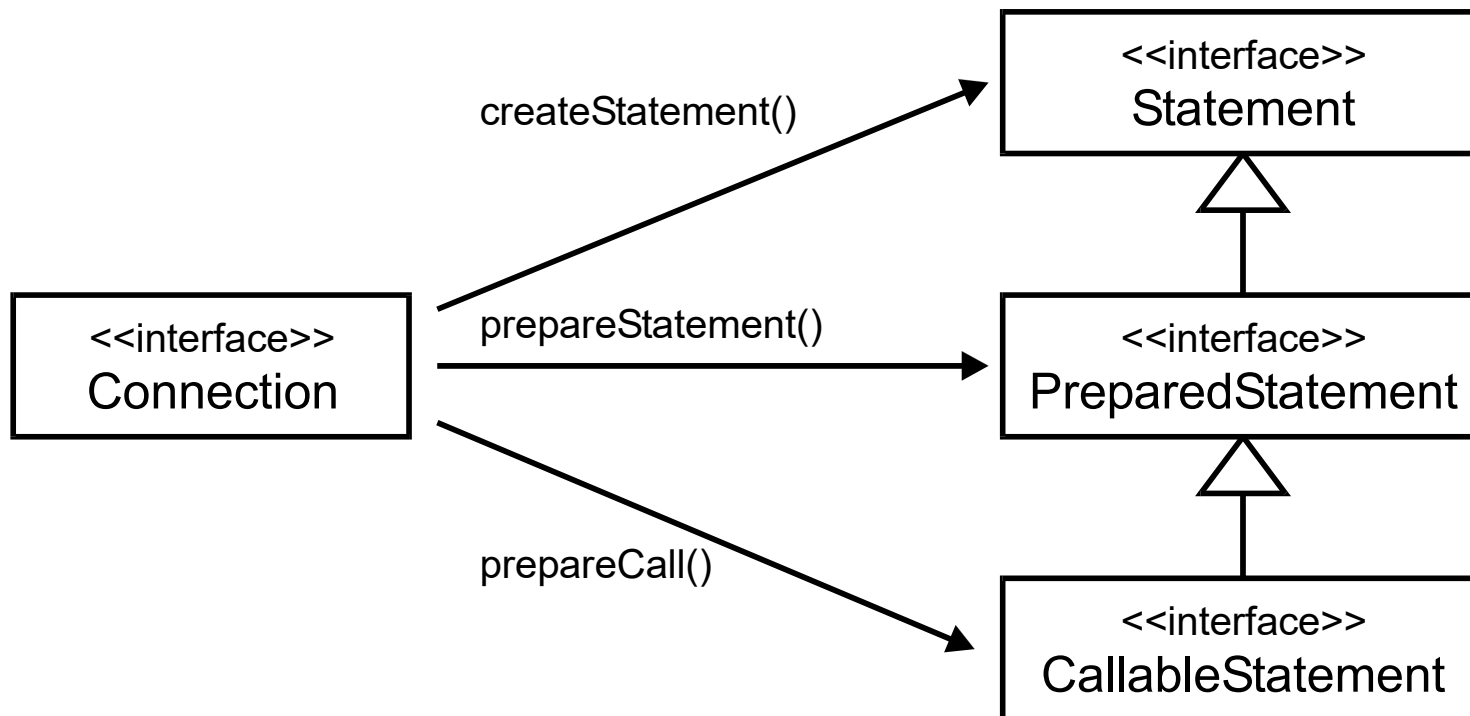 <<interface>>
Statement
createStatement()
<<interface>>
Connection
prepareStatement()
<<interface>>
PreparedStatement
prepareCall()
<<interface>>
CallableStatement